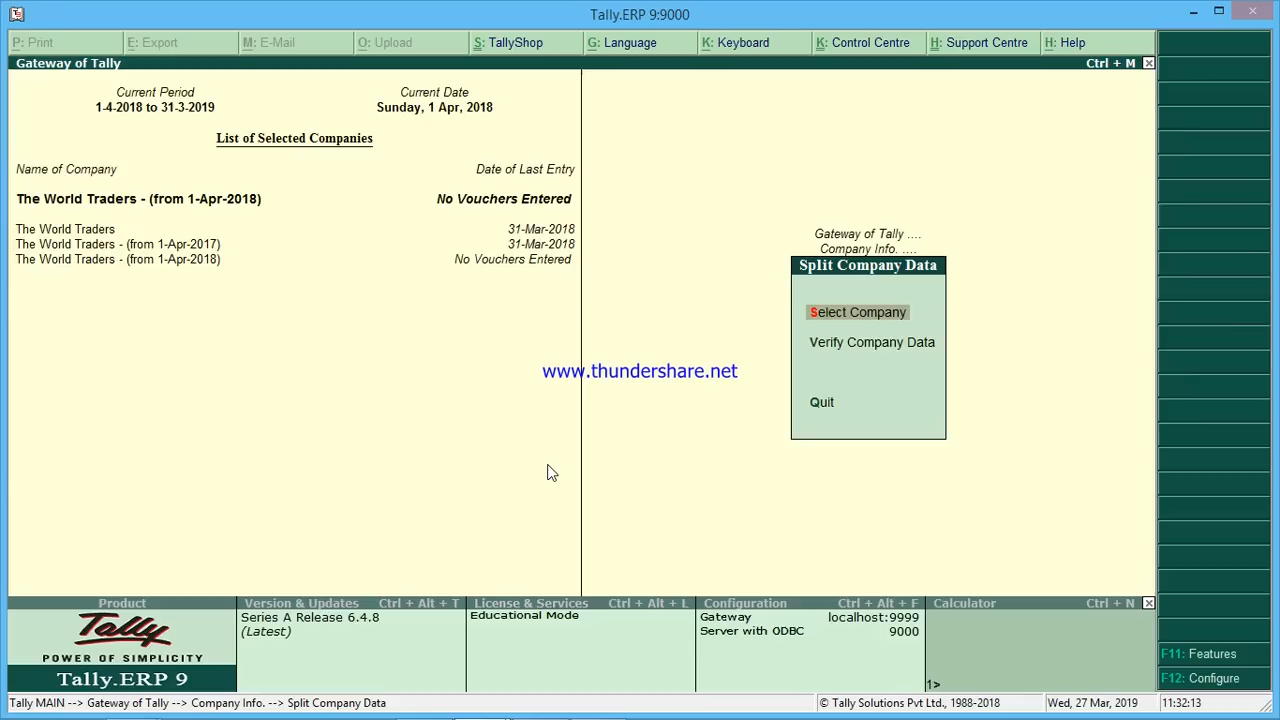 Tally.ERP 9:9000
P: Print E: Export M: E-Mail O: Upload S: TallyShop G: Language K: Keyboard K: Control Centre H: Support Centre H: Help
Gateway of Tally Ctrl + M
Current Period Current Date
1-4-2018 to 31-3-2019 Sunday, 1 Apr, 2018
List of Selected Companies
Name of Company Date of Last Entry
The World Traders - (from 1-Apr-2018) No Vouchers Entered
The World Traders 31-Mar-2018
The World Traders - (from 1-Apr-2017) 31-Mar-2018
The World Traders - (from 1-Apr-2018) No Vouchers Entered
Gateway of Tally ....
Company Info. ....
Split Company Data
Select Company
Verify Company Data
Quit
www.thundershare.net
Product Version & Updates Ctrl + Alt + T License & Services Ctrl + Alt + L Configuration Ctrl + Alt + F Calculator Ctrl + N
Tally
POWER OF SIMPLICITY
Tally.ERP 9
Series A Release 6.4.8
(Latest)
Educational Mode
Gateway localhost:9999
Server with ODBC 9000
1>
F11: Features
F12: Configure
Tally MAIN --> Gateway of Tally --> Company Info. --> Split Company Data © Tally Solutions Pvt Ltd., 1988-2018 Wed, 27 Mar, 2019 11:32:13